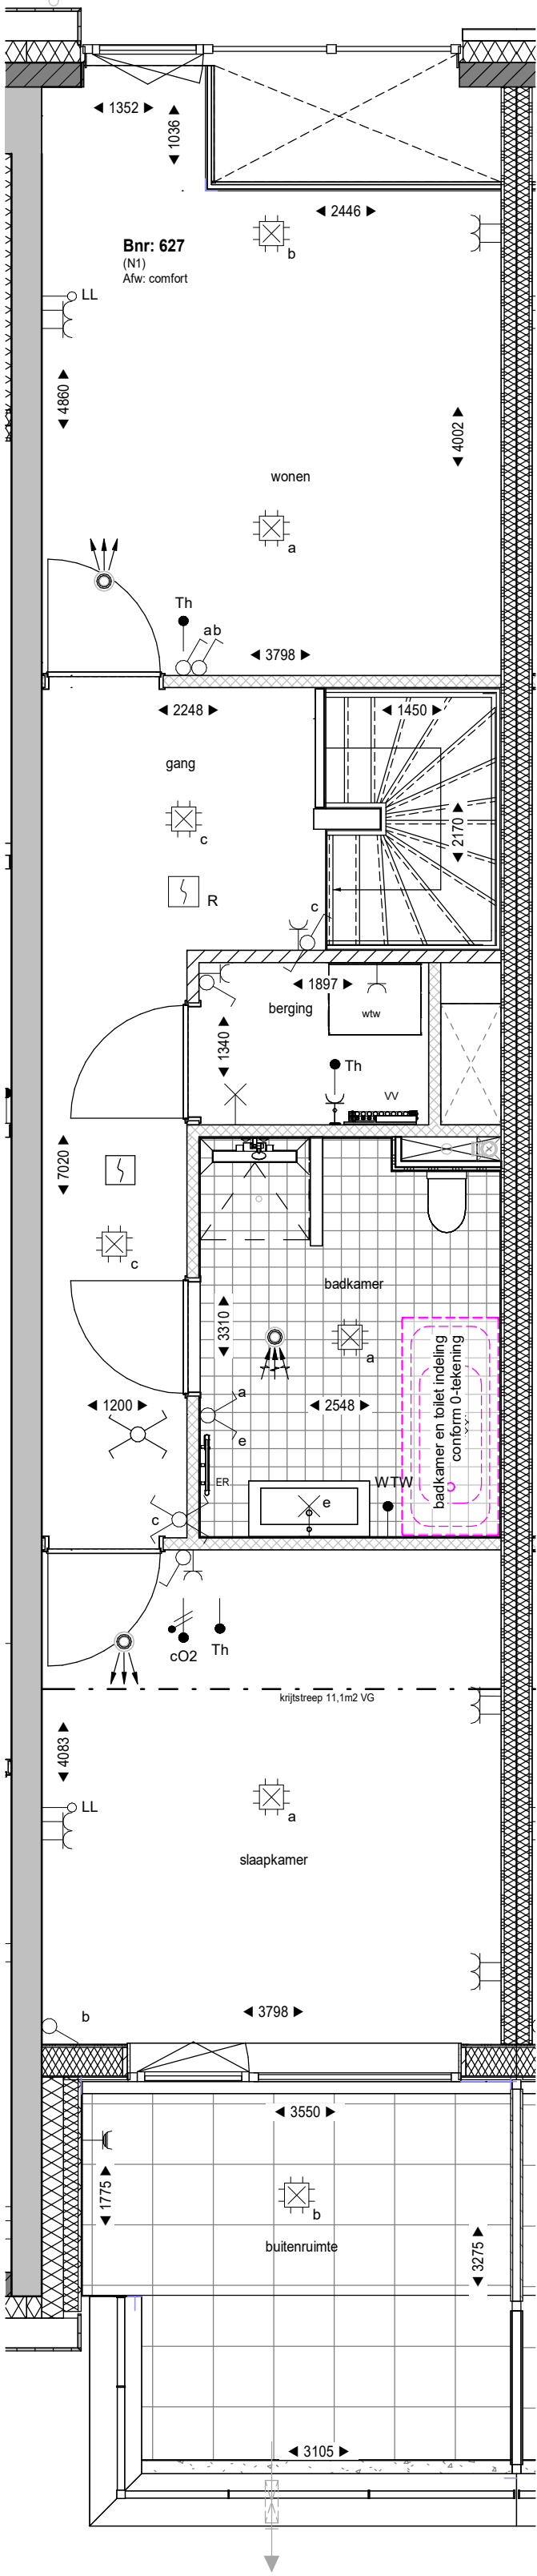 1352
1036
2446
Bnr: 627
(N1)
Afw: comfort
b
LL
4860
4002
wonen
a
Th
ab
3798
2248
1450
gang
c
2170
R
c
1897
berging
wtw
1340
Th
VV
7020
c
badkamer
3310
a
badkamer en toilet indeling
conform 0-tekening
1200
a
2548
e
ER
WTW
e
c
cO2
Th
krijtstreep 11,1m2 VG
4083
LL
a
slaapkamer
3798
b
3550
1775
b
buitenruimte
3275
3105